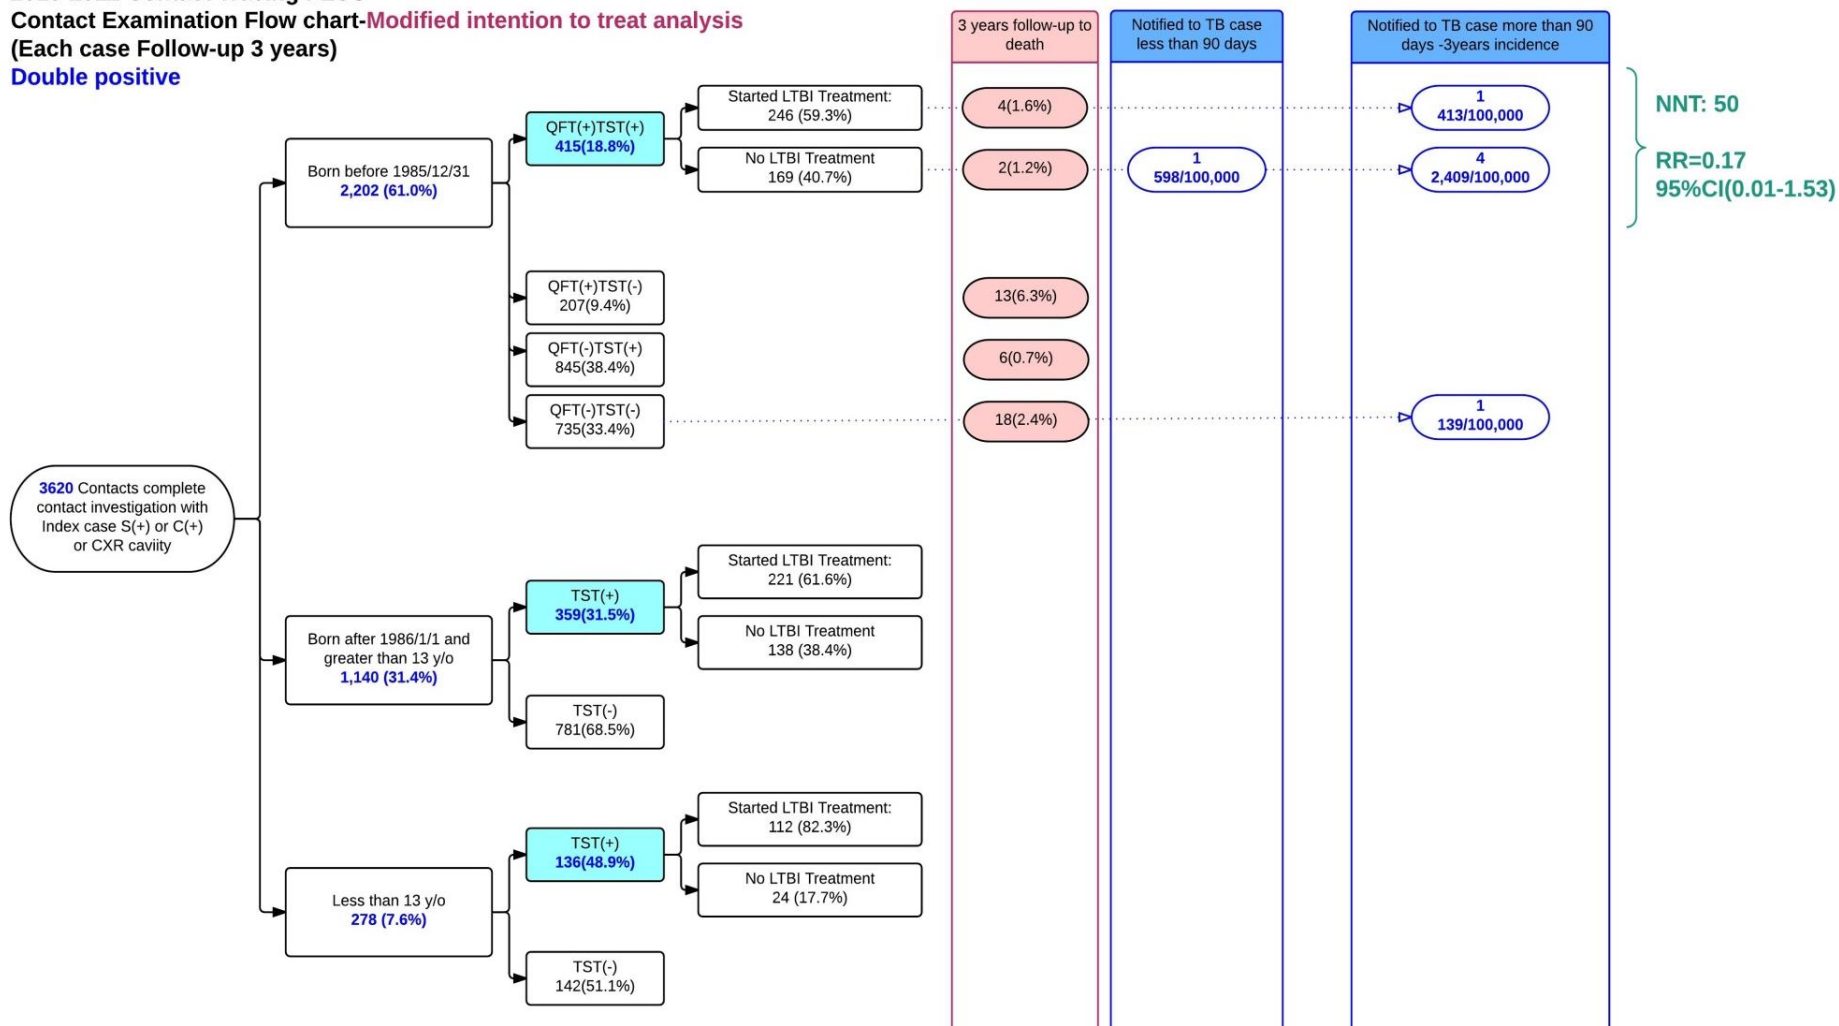 Contact Examination Flow chart-Modified intention to treat analysis
(Each case Follow-up 3 years)
Double positive
3 years follow-up to
death
Notified to TB case
less than 90 days
Notified to TB case more than 90
days -3years incidence
3620 Contacts complete
contact investigation with
Index case S(+) or C(+)
or CXR caviity
Born before 1985/12/31
2,202 (61.0%)
QFT(+)TST(+)
415(18.8%)
Started LTBI Treatment:
246 (59.3%)
4(1.6%)
1
413/100,000
No LTBI Treatment
169 (40.7%)
2(1.2%)
1
598/100,000
4
2,409/100,000
NNT: 50
RR=0.17
95%CI(0.01-1.53)
QFT(+)TST(-)
207(9.4%)
13(6.3%)
QFT(-)TST(+)
845(38.4%)
6(0.7%)
QFT(-)TST(-)
735(33.4%)
18(2.4%)
1
139/100,000
Born after 1986/1/1 and
greater than 13 y/o
1,140 (31.4%)
TST(+)
359(31.5%)
Started LTBI Treatment:
221 (61.6%)
No LTBI Treatment
138 (38.4%)
TST(-)
781(68.5%)
Less than 13 y/o
278 (7.6%)
TST(+)
136(48.9%)
Started LTBI Treatment:
112 (82.3%)
No LTBI Treatment
24 (17.7%)
TST(-)
142(51.1%)